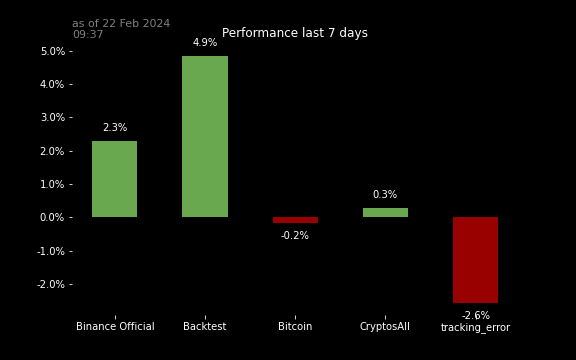 as of 22 Feb 2024
09:37
Performance last 7 days
5.0%
4.0%
3.0%
2.0%
1.0%
0.0%
-1.0%
-2.0%
2.3%
4.9%
-0.2%
0.3%
-2.6%
Binance Official
Backtest
Bitcoin
CryptosAll
tracking_error